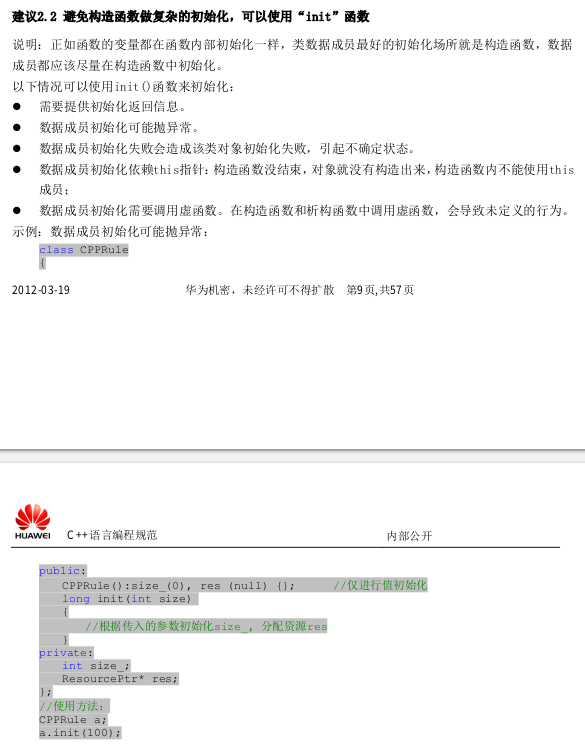 建议2.2 避免构造函数做复杂的初始化，可以使用“init”函数
说明：正如函数的变量都在函数内部初始化一样，类数据成员最好的初始化场所就是构造函数，数据
成员都应该尽量在构造函数中初始化。
以下情况可以使用init()函数来初始化：
● 需要提供初始化返回信息。
● 数据成员初始化可能抛异常。
● 数据成员初始化失败会造成该类对象初始化失败，引起不确定状态。
● 数据成员初始化依赖this指针：构造函数没结束，对象就没有构造出来，构造函数内不能使用this
成员；
● 数据成员初始化需要调用虚函数。在构造函数和析构函数中调用虚函数，会导致未定义的行为。
示例：数据成员初始化可能抛异常：
class CPPRule
{
2012-03-19 华为机密，未经许可不得扩散 第9页,共57页
HUAWEI C++语言编程规范 内部公开
public:
CPPRule():size_(0), res (null) {}; //仅进行值初始化
long init(int size)
{
//根据传入的参数初始化size_, 分配资源res
}
private:
int size_;
ResourcePtr* res;
};
//使用方法：
CPPRule a;
a.init(100);